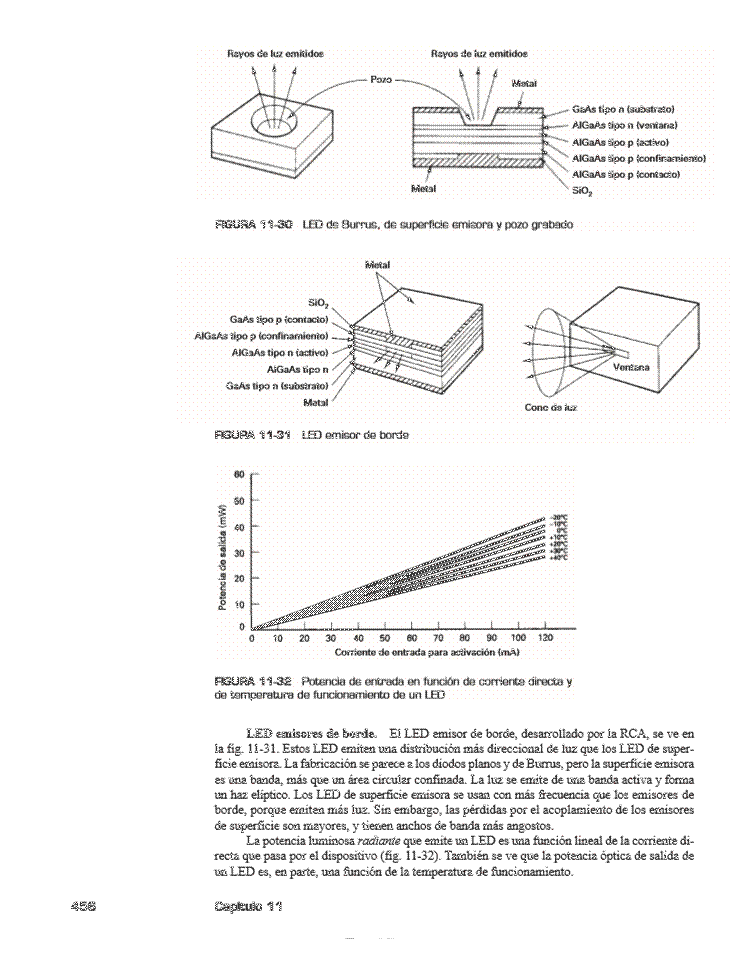 Rayos de luz emitidos
Rayos de luz emitidos
Pozo
Metal
GaAs tipo n (substrato)
AlGaAs tipo n (ventana)
AlGaAs tipo p (activo)
AlGaAs tipo p (confinamiento)
AlGaAs tipo p (contacto)
SiO2
Metal
FIGURA 11-30 LED de Burrus, de superficie emisora y pozo grabado
Metal
SiO2
GaAs tipo p (contacto)
AlGaAs tipo p (confinamiento)
AlGaAs tipo n (activo)
AlGaAs tipo n
GaAs tipo n (substrato)
Metal
Ventana
Cono de luz
FIGURA 11-31 LED emisor de borde
Potencia de salida (mW)
60
50
40
30
20
10
0
-20°C
-10°C
0°C
+10°C
+20°C
+30°C
+40°C
0 10 20 30 40 50 60 70 80 90 100 110 120
Corriente de entrada para activación (mA)
FIGURA 11-32 Potencia de entrada en función de corriente directa y
de temperatura de funcionamiento de un LED
LED emisores de borde. El LED emisor de borde, desarrollado por la RCA, se ve en
la fig. 11-31. Estos LED emiten una distribución más direccional de luz que los LED de super-
ficie emisora. La fabricación se parece a los diodos planos y de Burrus, pero la superficie emisora
es una banda, más que un área circular confinada. La luz se emite de una banda activa y forma
un haz elíptico. Los LED de superficie emisora se usan con más frecuencia que los emisores de
borde, porque emiten más luz. Sin embargo, las pérdidas por el acoplamiento de los emisores
de superficie son mayores, y tienen anchos de banda más angostos.
La potencia luminosa radiante que emite un LED es una función lineal de la corriente di-
recta que pasa por el dispositivo (fig. 11-32). También se ve que la potencia óptica de salida de
un LED es, en parte, una función de la temperatura de funcionamiento.
456 Capítulo 11